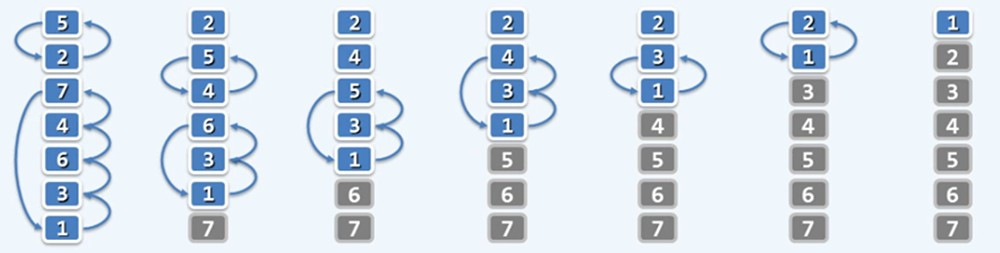 5 2 2 2 2 2 1
2 5 4 4 3 1 2
7 4 5 3 1 3 3
4 6 3 1 4 4 4
6 3 1 5 5 5 5
3 1 6 6 6 6 6
1 7 7 7 7 7 7